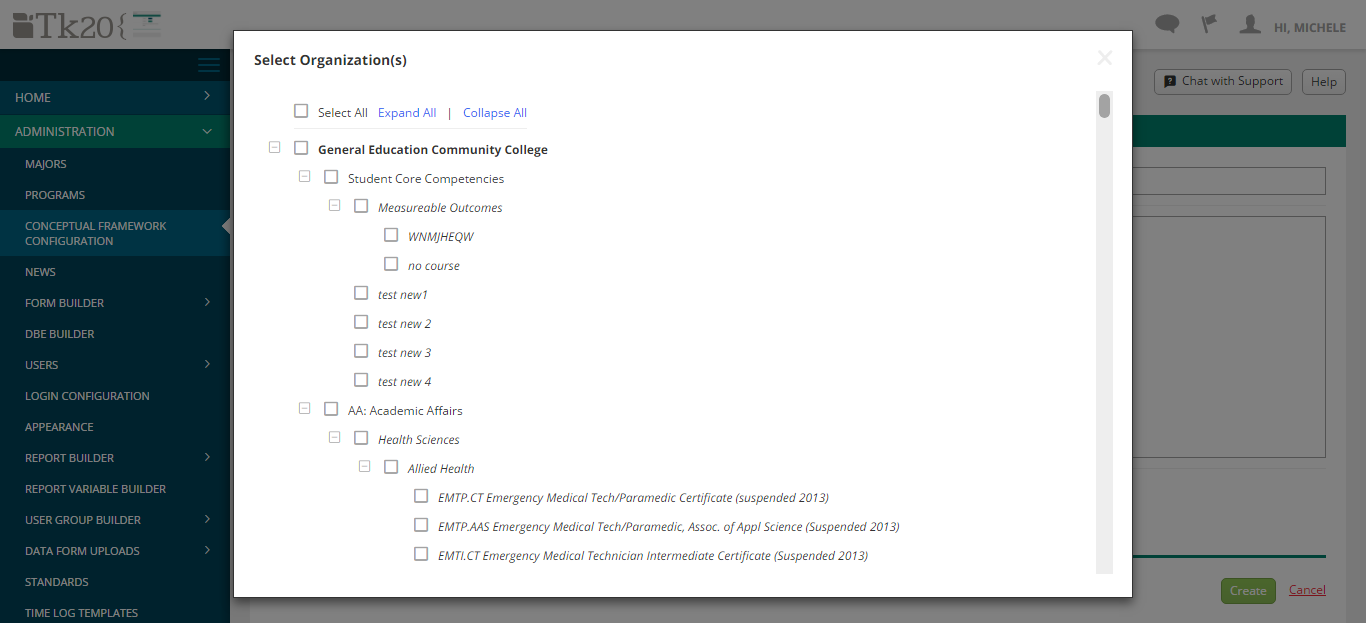 Tk20{
HI, MICHELE
Chat with Support
Help
HOME
ADMINISTRATION
MAJORS
PROGRAMS
CONCEPTUAL FRAMEWORK
CONFIGURATION
NEWS
FORM BUILDER
DBE BUILDER
USERS
LOGIN CONFIGURATION
APPEARANCE
REPORT BUILDER
REPORT VARIABLE BUILDER
USER GROUP BUILDER
DATA FORM UPLOADS
STANDARDS
TIME LOG TEMPLATES
Select Organization(s)
Select All Expand All | Collapse All
General Education Community College
Student Core Competencies
Measureable Outcomes
WNMJHEQW
no course
test new1
test new 2
test new 3
test new 4
AA: Academic Affairs
Health Sciences
Allied Health
EMTP.CT Emergency Medical Tech/Paramedic Certificate (suspended 2013)
EMTP.AAS Emergency Medical Tech/Paramedic, Assoc. of Appl Science (Suspended 2013)
EMTI.CT Emergency Medical Technician Intermediate Certificate (Suspended 2013)
Create Cancel